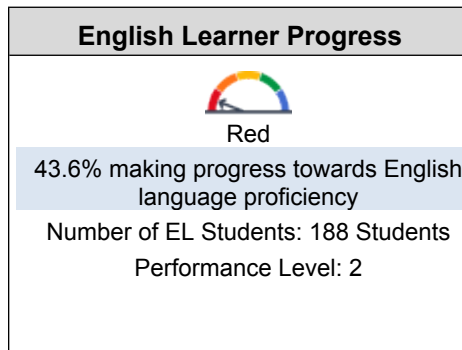 English Learner Progress
Red
43.6% making progress towards English
language proficiency
Number of EL Students: 188 Students
Performance Level: 2